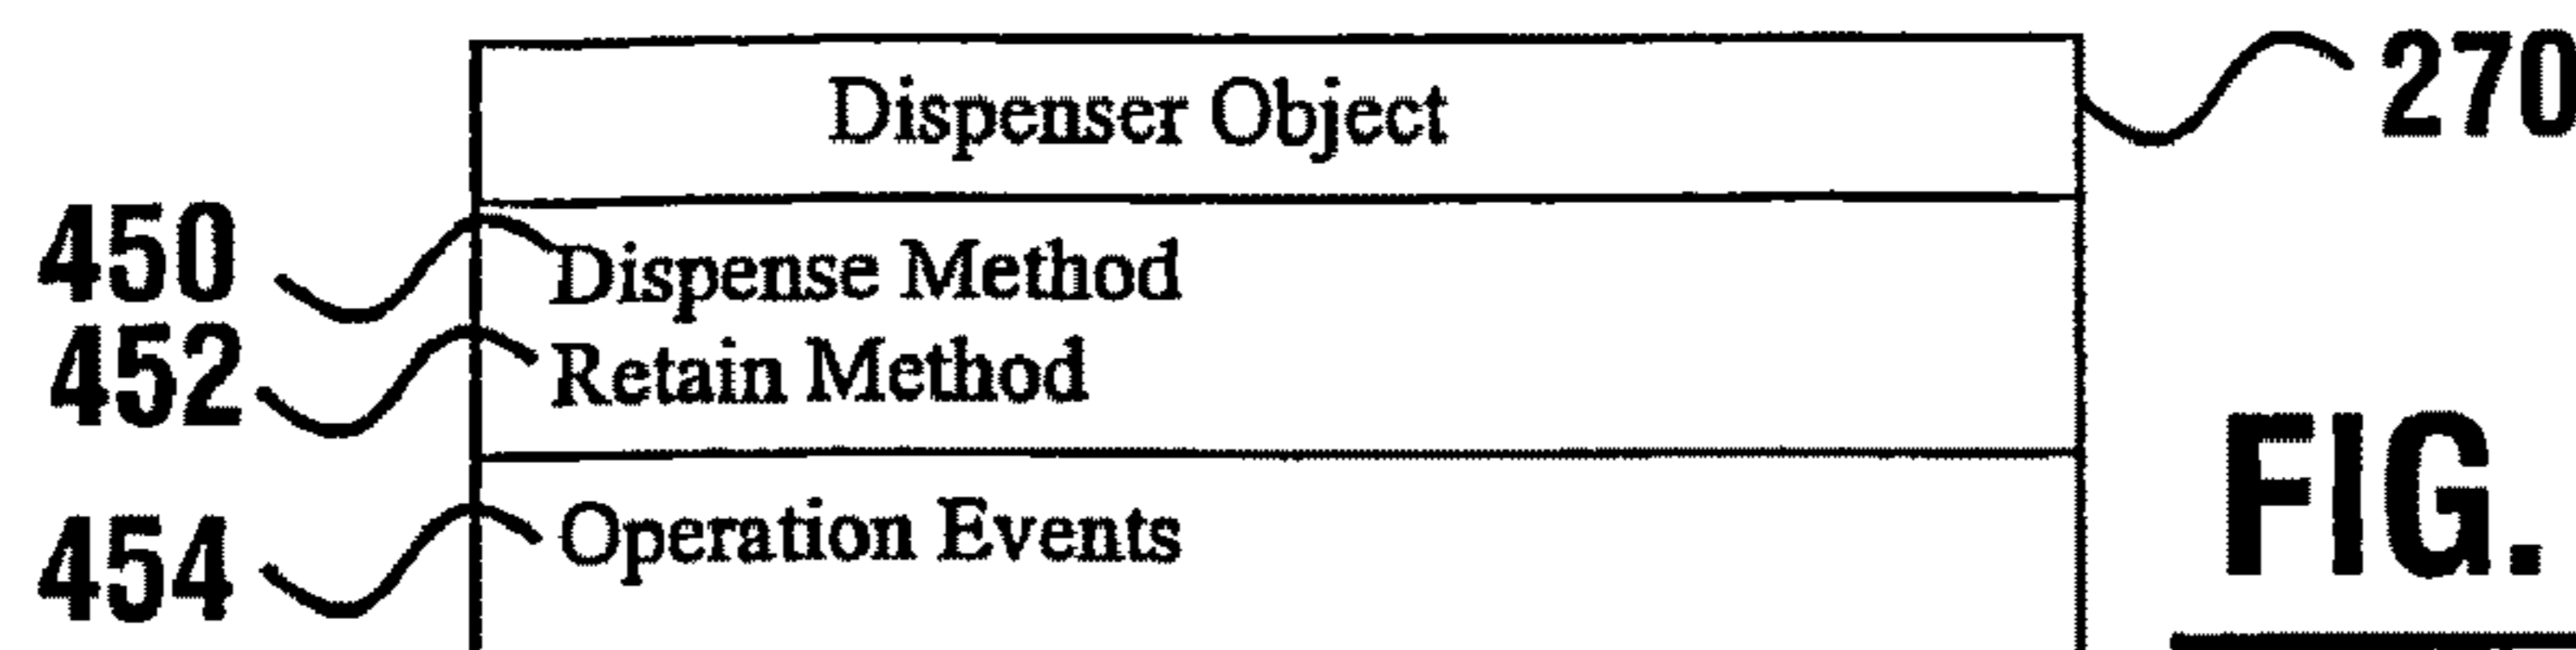 Dispenser Object 270
450 Dispense Method
452 Retain Method
454 Operation Events
FIG.